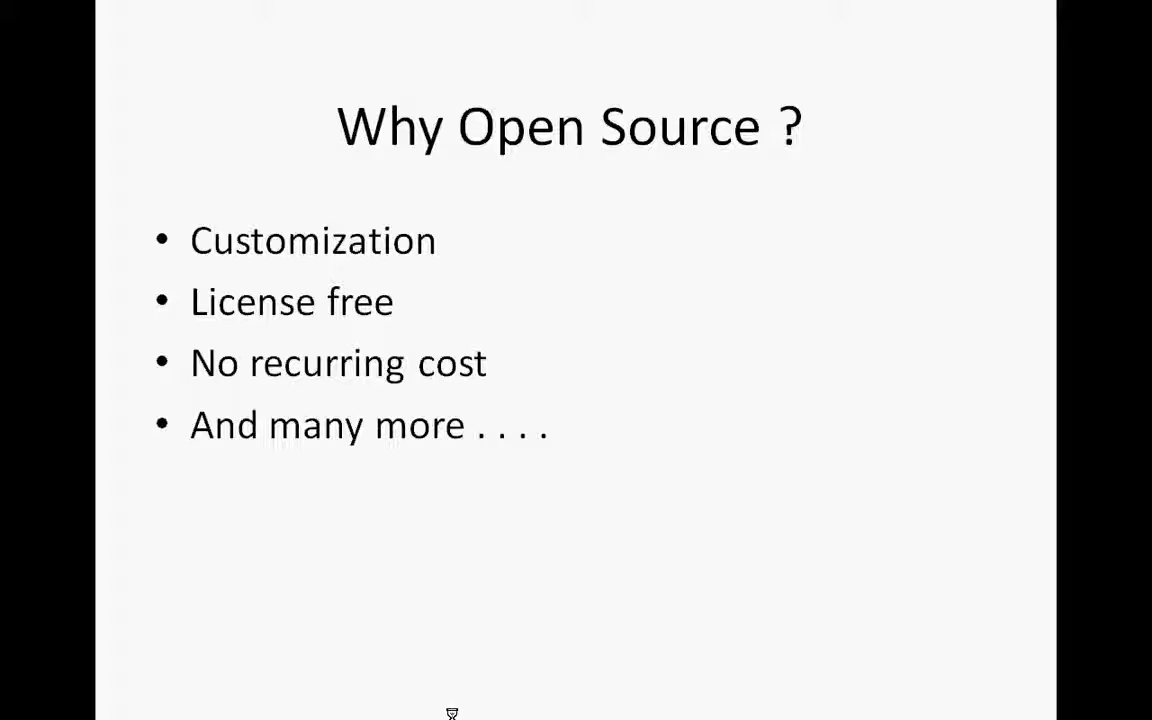 Why Open Source ?
• Customization
• License free
• No recurring cost
• And many more . . . .